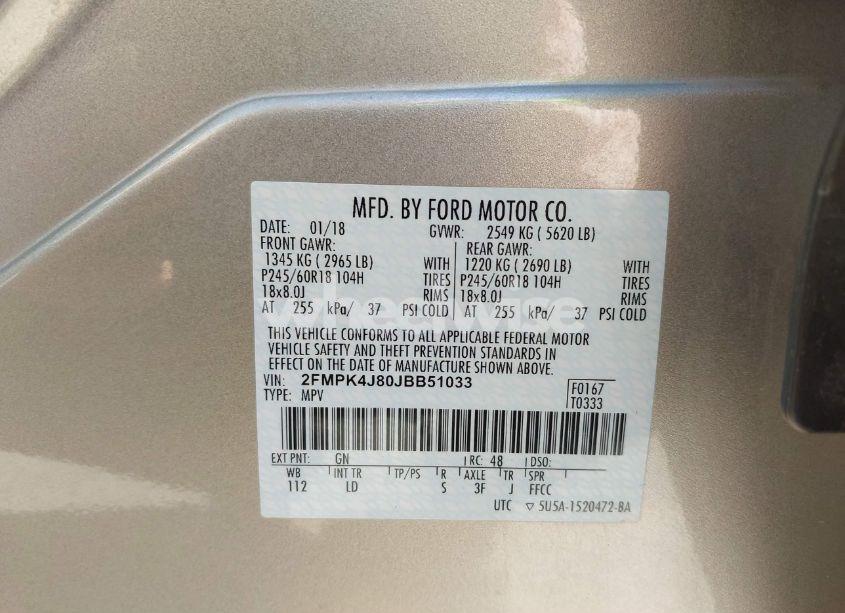 MFD. BY FORD MOTOR CO.
DATE: 01/18 GVWR: 2549 KG ( 5620 LB)
FRONT GAWR: REAR GAWR:
1345 KG ( 2965 LB) WITH 1220 KG ( 2690 LB) WITH
P245/60R18 104H TIRES P245/60R18 104H TIRES
18x8.0J RIMS 18x8.0J RIMS
AT 255 kPa/ 37 PSI COLD AT 255 kPa/ 37 PSI COLD
THIS VEHICLE CONFORMS TO ALL APPLICABLE FEDERAL MOTOR
VEHICLE SAFETY AND THEFT PREVENTION STANDARDS IN
EFFECT ON THE DATE OF MANUFACTURE SHOWN ABOVE.
VIN: 2FMPK4J80JBB51033 F0167
TYPE: MPV T0333
EXT PNT: GN RC: 48 DSO:
WB INT TR TP/PS R AXLE TR SPR
112 LD S 3F J FFCC
UTC ▽ 5U5A-1520472-BA